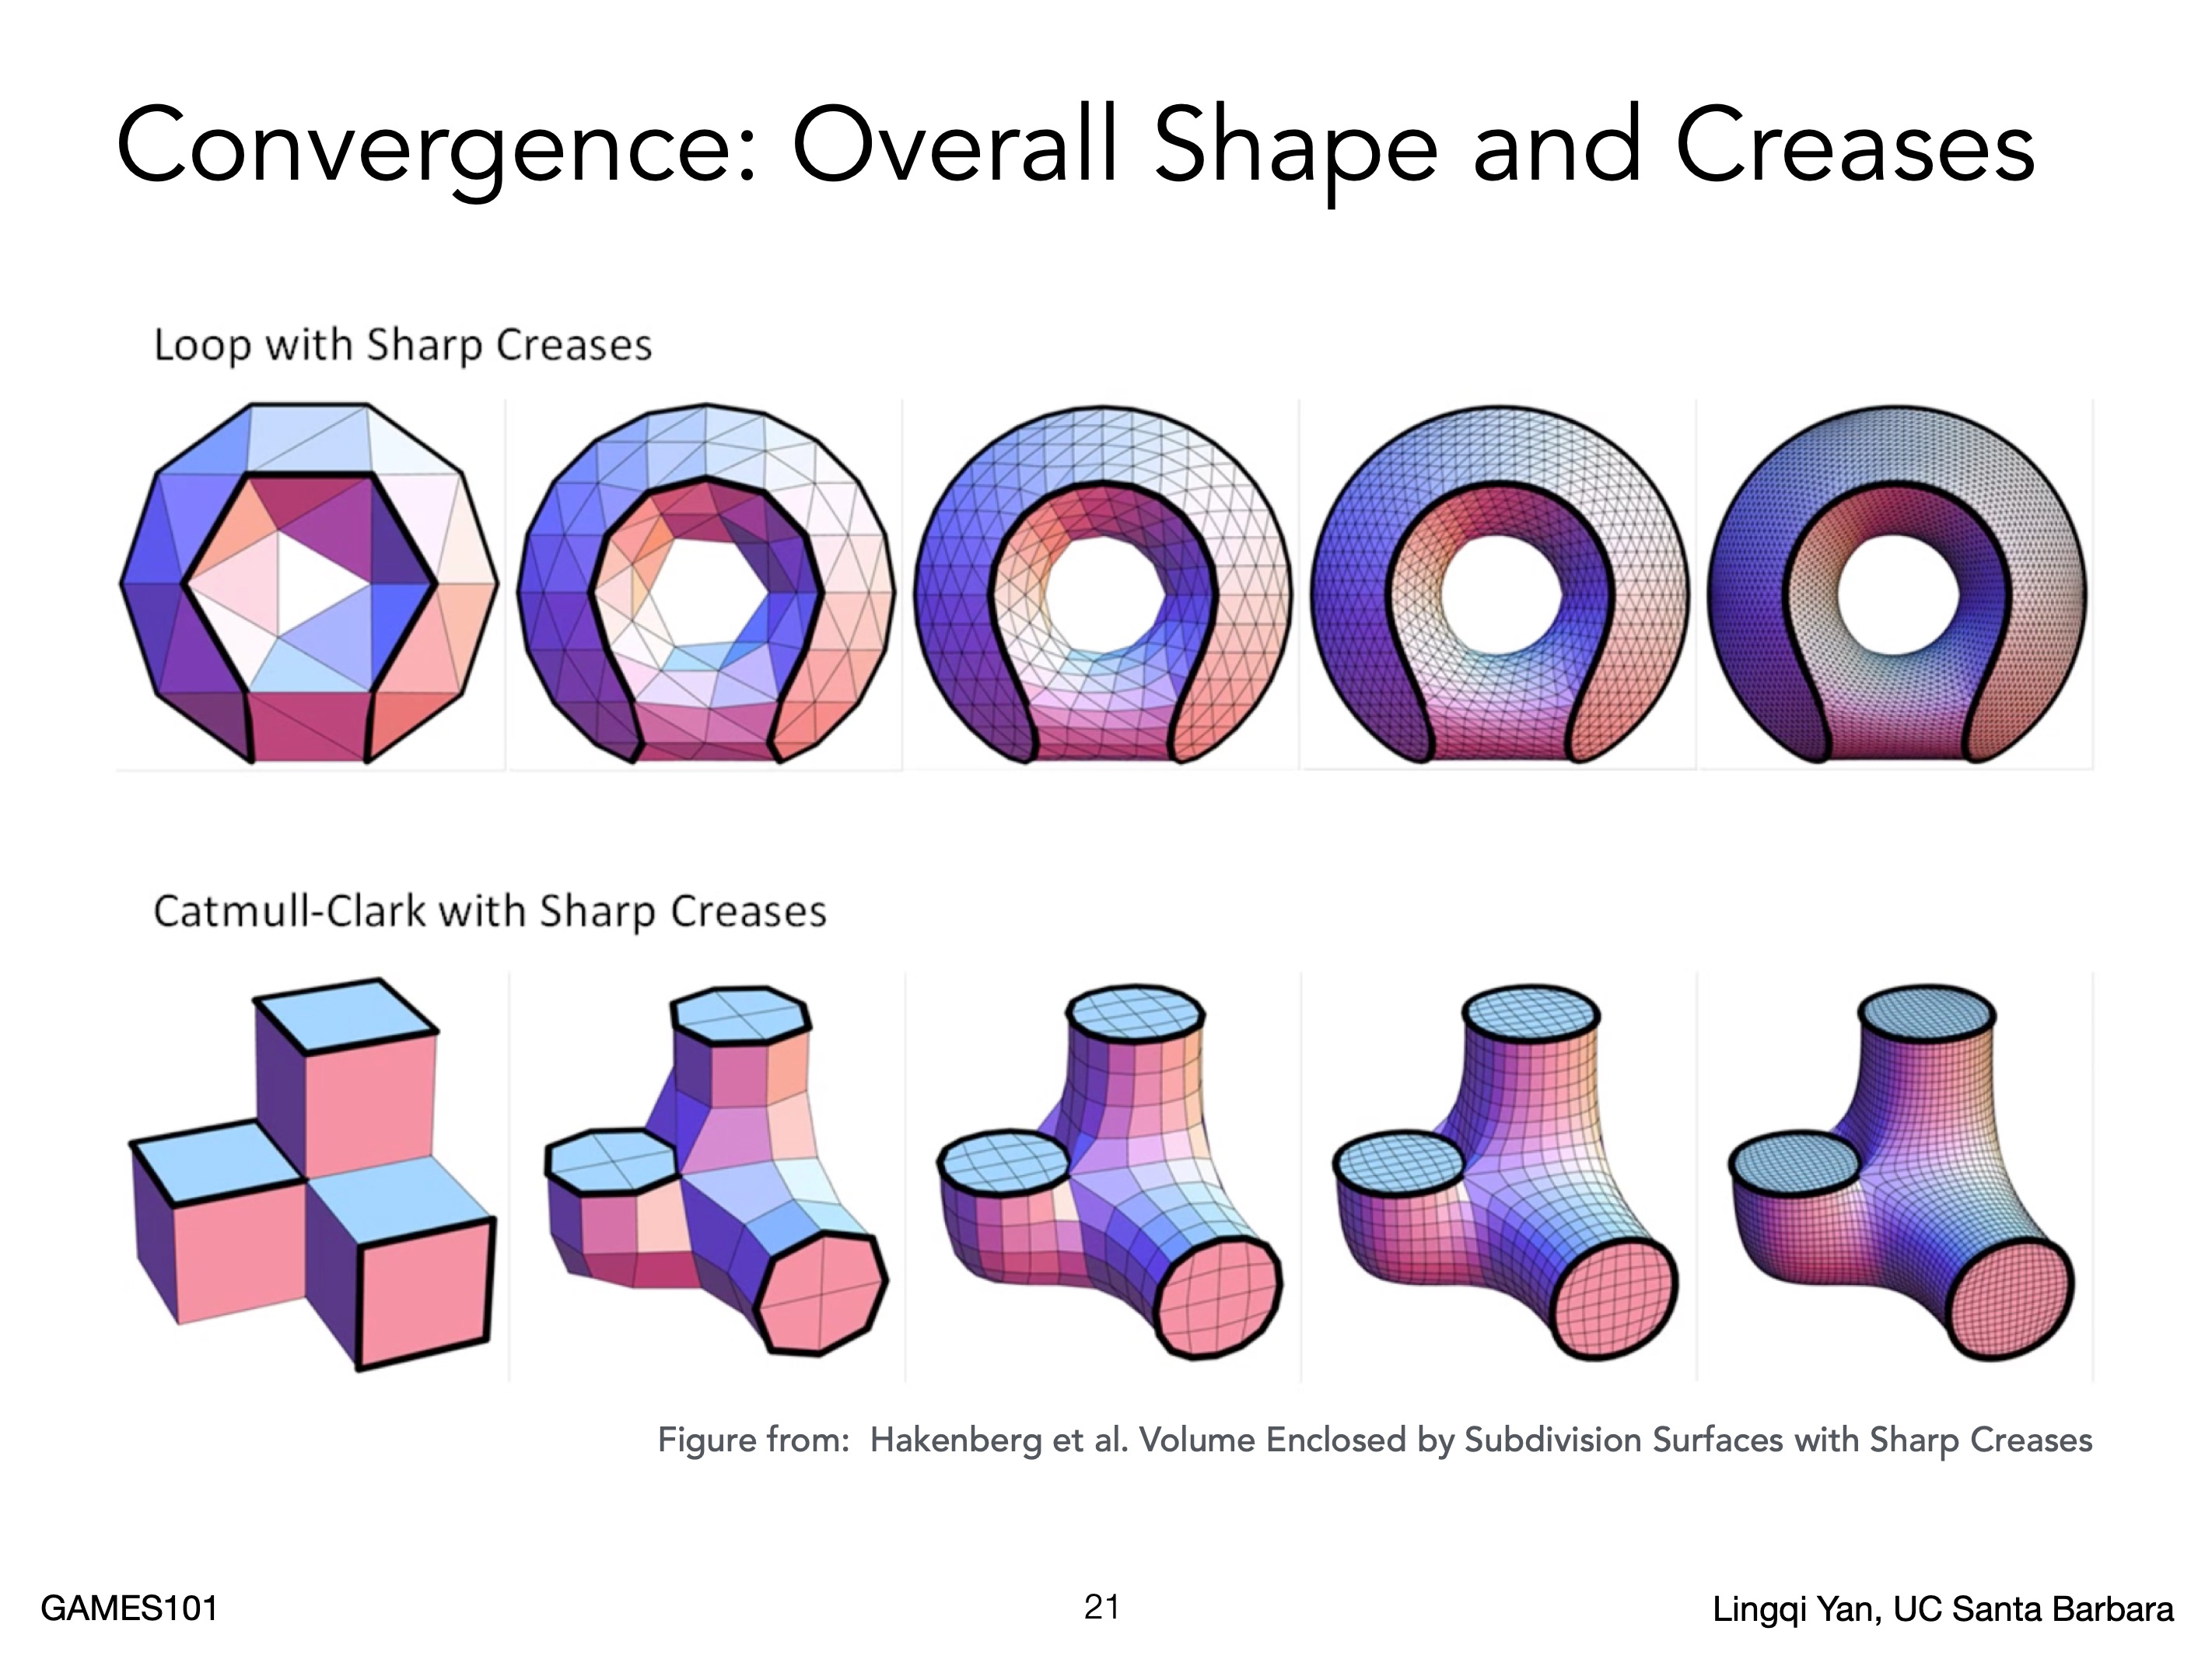 Convergence: Overall Shape and Creases
Loop with Sharp Creases
Catmull-Clark with Sharp Creases
Figure from:  Hakenberg et al. Volume Enclosed by Subdivision Surfaces with Sharp Creases
GAMES101
21
Lingqi Yan, UC Santa Barbara